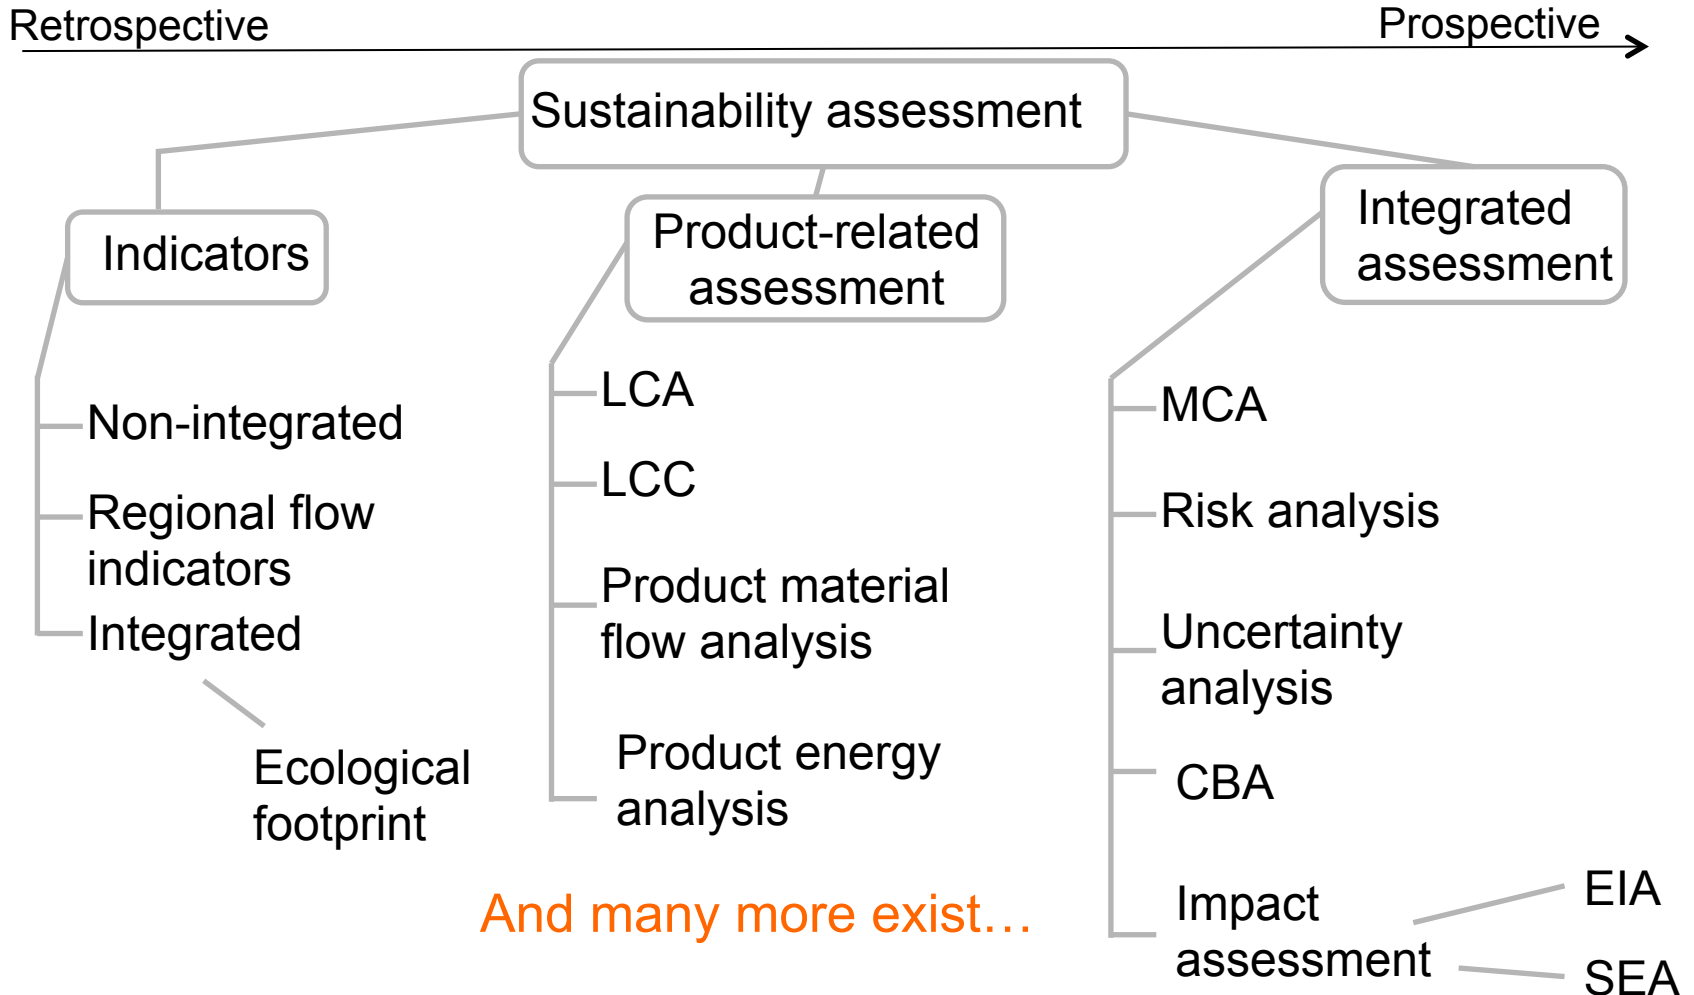 Retrospective
Prospective
Sustainability assessment
Indicators
Non-integrated
Regional flow
indicators
Integrated
Ecological
footprint
Product-related
assessment
LCA
LCC
Product material
flow analysis
Product energy
analysis
Integrated
assessment
MCA
Risk analysis
Uncertainty
analysis
CBA
Impact
assessment
EIA
SEA
And many more exist…